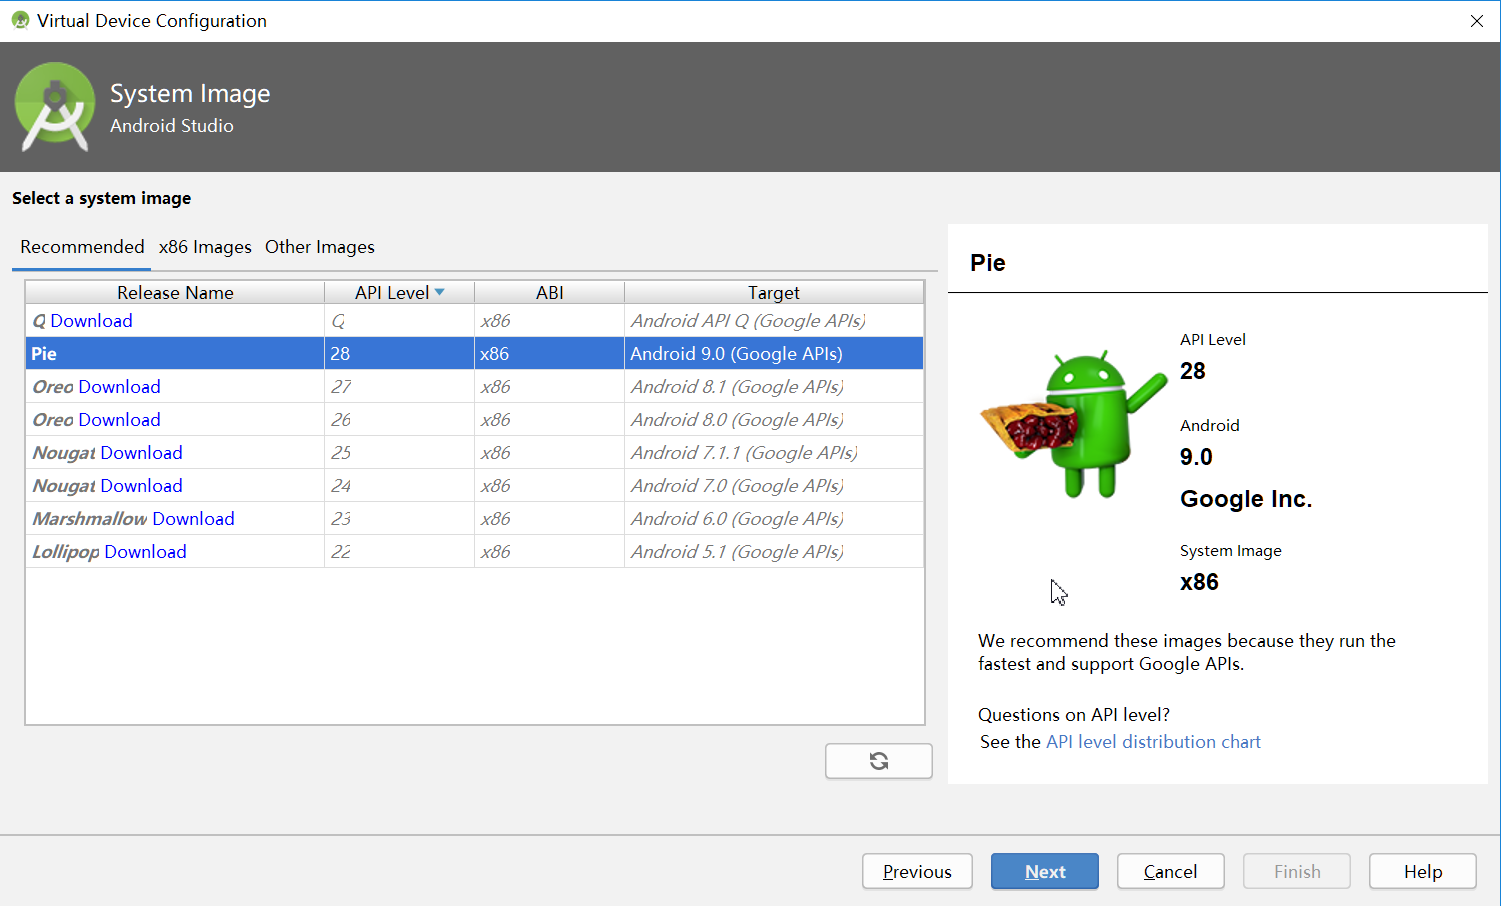 Virtual Device Configuration
System Image
Android Studio
Select a system image
Recommended x86 Images Other Images
Release Name API Level ABI Target
Q Download Q x86 Android API Q (Google APIs)
Pie 28 x86 Android 9.0 (Google APIs)
Oreo Download 27 x86 Android 8.1 (Google APIs)
Oreo Download 26 x86 Android 8.0 (Google APIs)
Nougat Download 25 x86 Android 7.1.1 (Google APIs)
Nougat Download 24 x86 Android 7.0 (Google APIs)
Marshmallow Download 23 x86 Android 6.0 (Google APIs)
Lollipop Download 22 x86 Android 5.1 (Google APIs)
Pie
API Level
28
Android
9.0
Google Inc.
System Image
x86
We recommend these images because they run the
fastest and support Google APIs.
Questions on API level?
See the API level distribution chart
Previous Next Cancel Finish Help